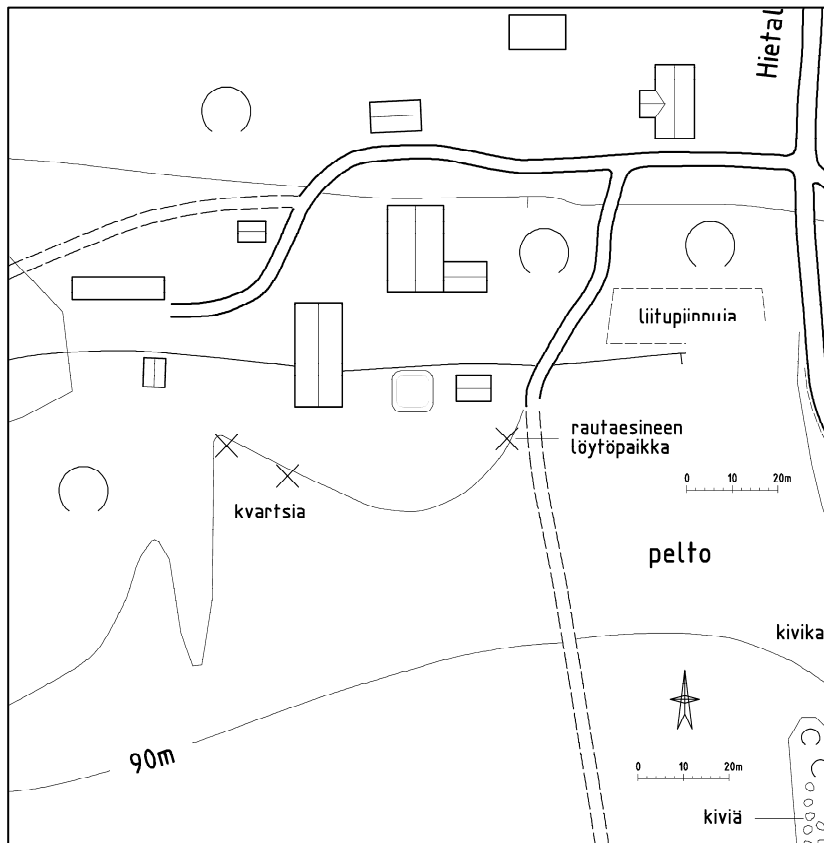 Hietal
liitupiippuja
rautaesineen
löytöpaikka
0 10 20m
kvartsia
pelto
kivika
90m
0 10 20m
kiviä